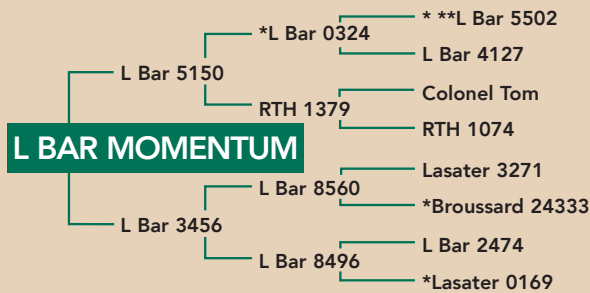 * **L Bar 5502
*L Bar 0324
L Bar 4127
L Bar 5150
Colonel Tom
RTH 1379
RTH 1074
L BAR MOMENTUM
Lasater 3271
L Bar 8560
*Broussard 24333
L Bar 3456
L Bar 2474
L Bar 8496
*Lasater 0169